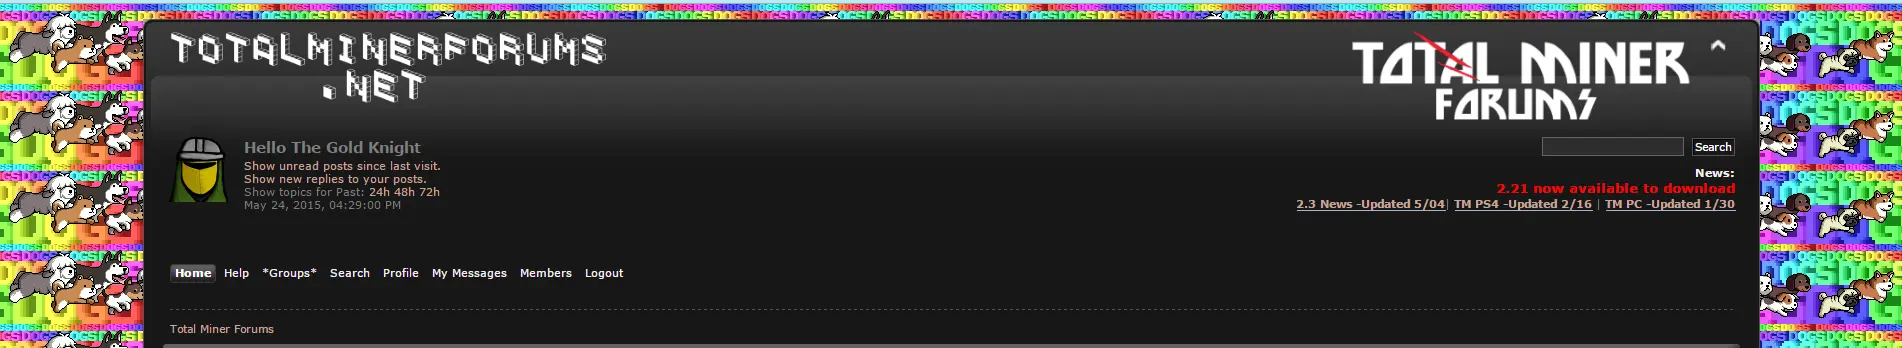 TOTALMINERFORUMS
.NET
TOTAL MINER
FORUMS
Hello The Gold Knight
Show unread posts since last visit.
Show new replies to your posts.
Show topics for Past: 24h 48h 72h
May 24, 2015, 04:29:00 PM
Search
News:
2.21 now available to download
2.3 News -Updated 5/04| TM PS4 -Updated 2/16 | TM PC -Updated 1/30
Home Help *Groups* Search Profile My Messages Members Logout
Total Miner Forums
DOGS